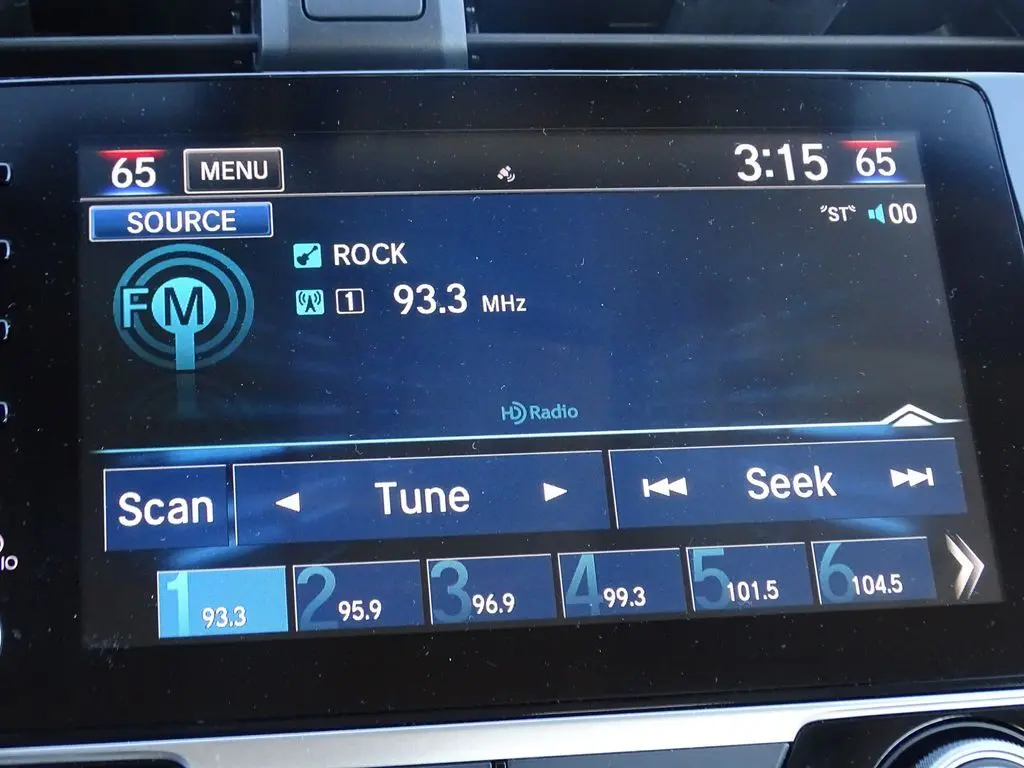 65 MENU 3:15 65
SOURCE "ST" 00
FM
ROCK
1 93.3 MHz
HD Radio
Scan Tune Seek
1 93.3 2 95.9 3 96.9 4 99.3 5 101.5 6 104.5